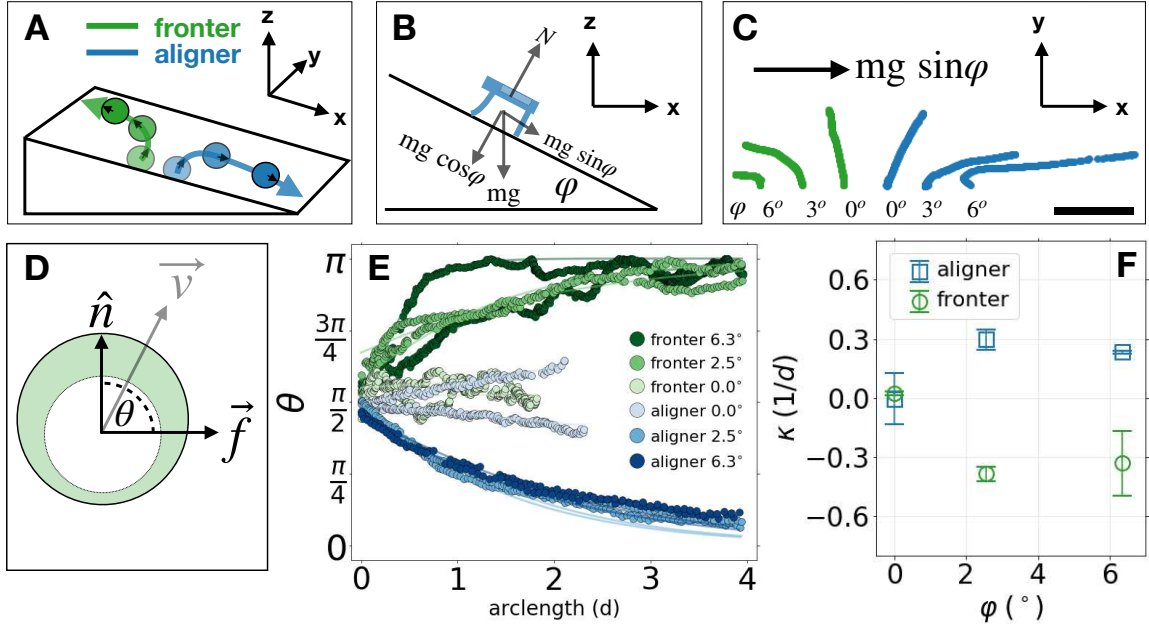 A
fronter
aligner
z
y
x
B
N
z
x
mg cosφ
mg
mg sinφ
φ
C
mg sinφ
y
x
φ 6° 3° 0° 0° 3° 6°
D
v
n̂
θ
f
E
π
3π/4
π/2
π/4
0
θ
fronter 6.3°
fronter 2.5°
fronter 0.0°
aligner 0.0°
aligner 2.5°
aligner 6.3°
0 1 2 3 4
arclength (d)
F
aligner
fronter
0.6
0.3
0.0
−0.3
−0.6
κ (1/d)
0 2 4 6
φ (°)